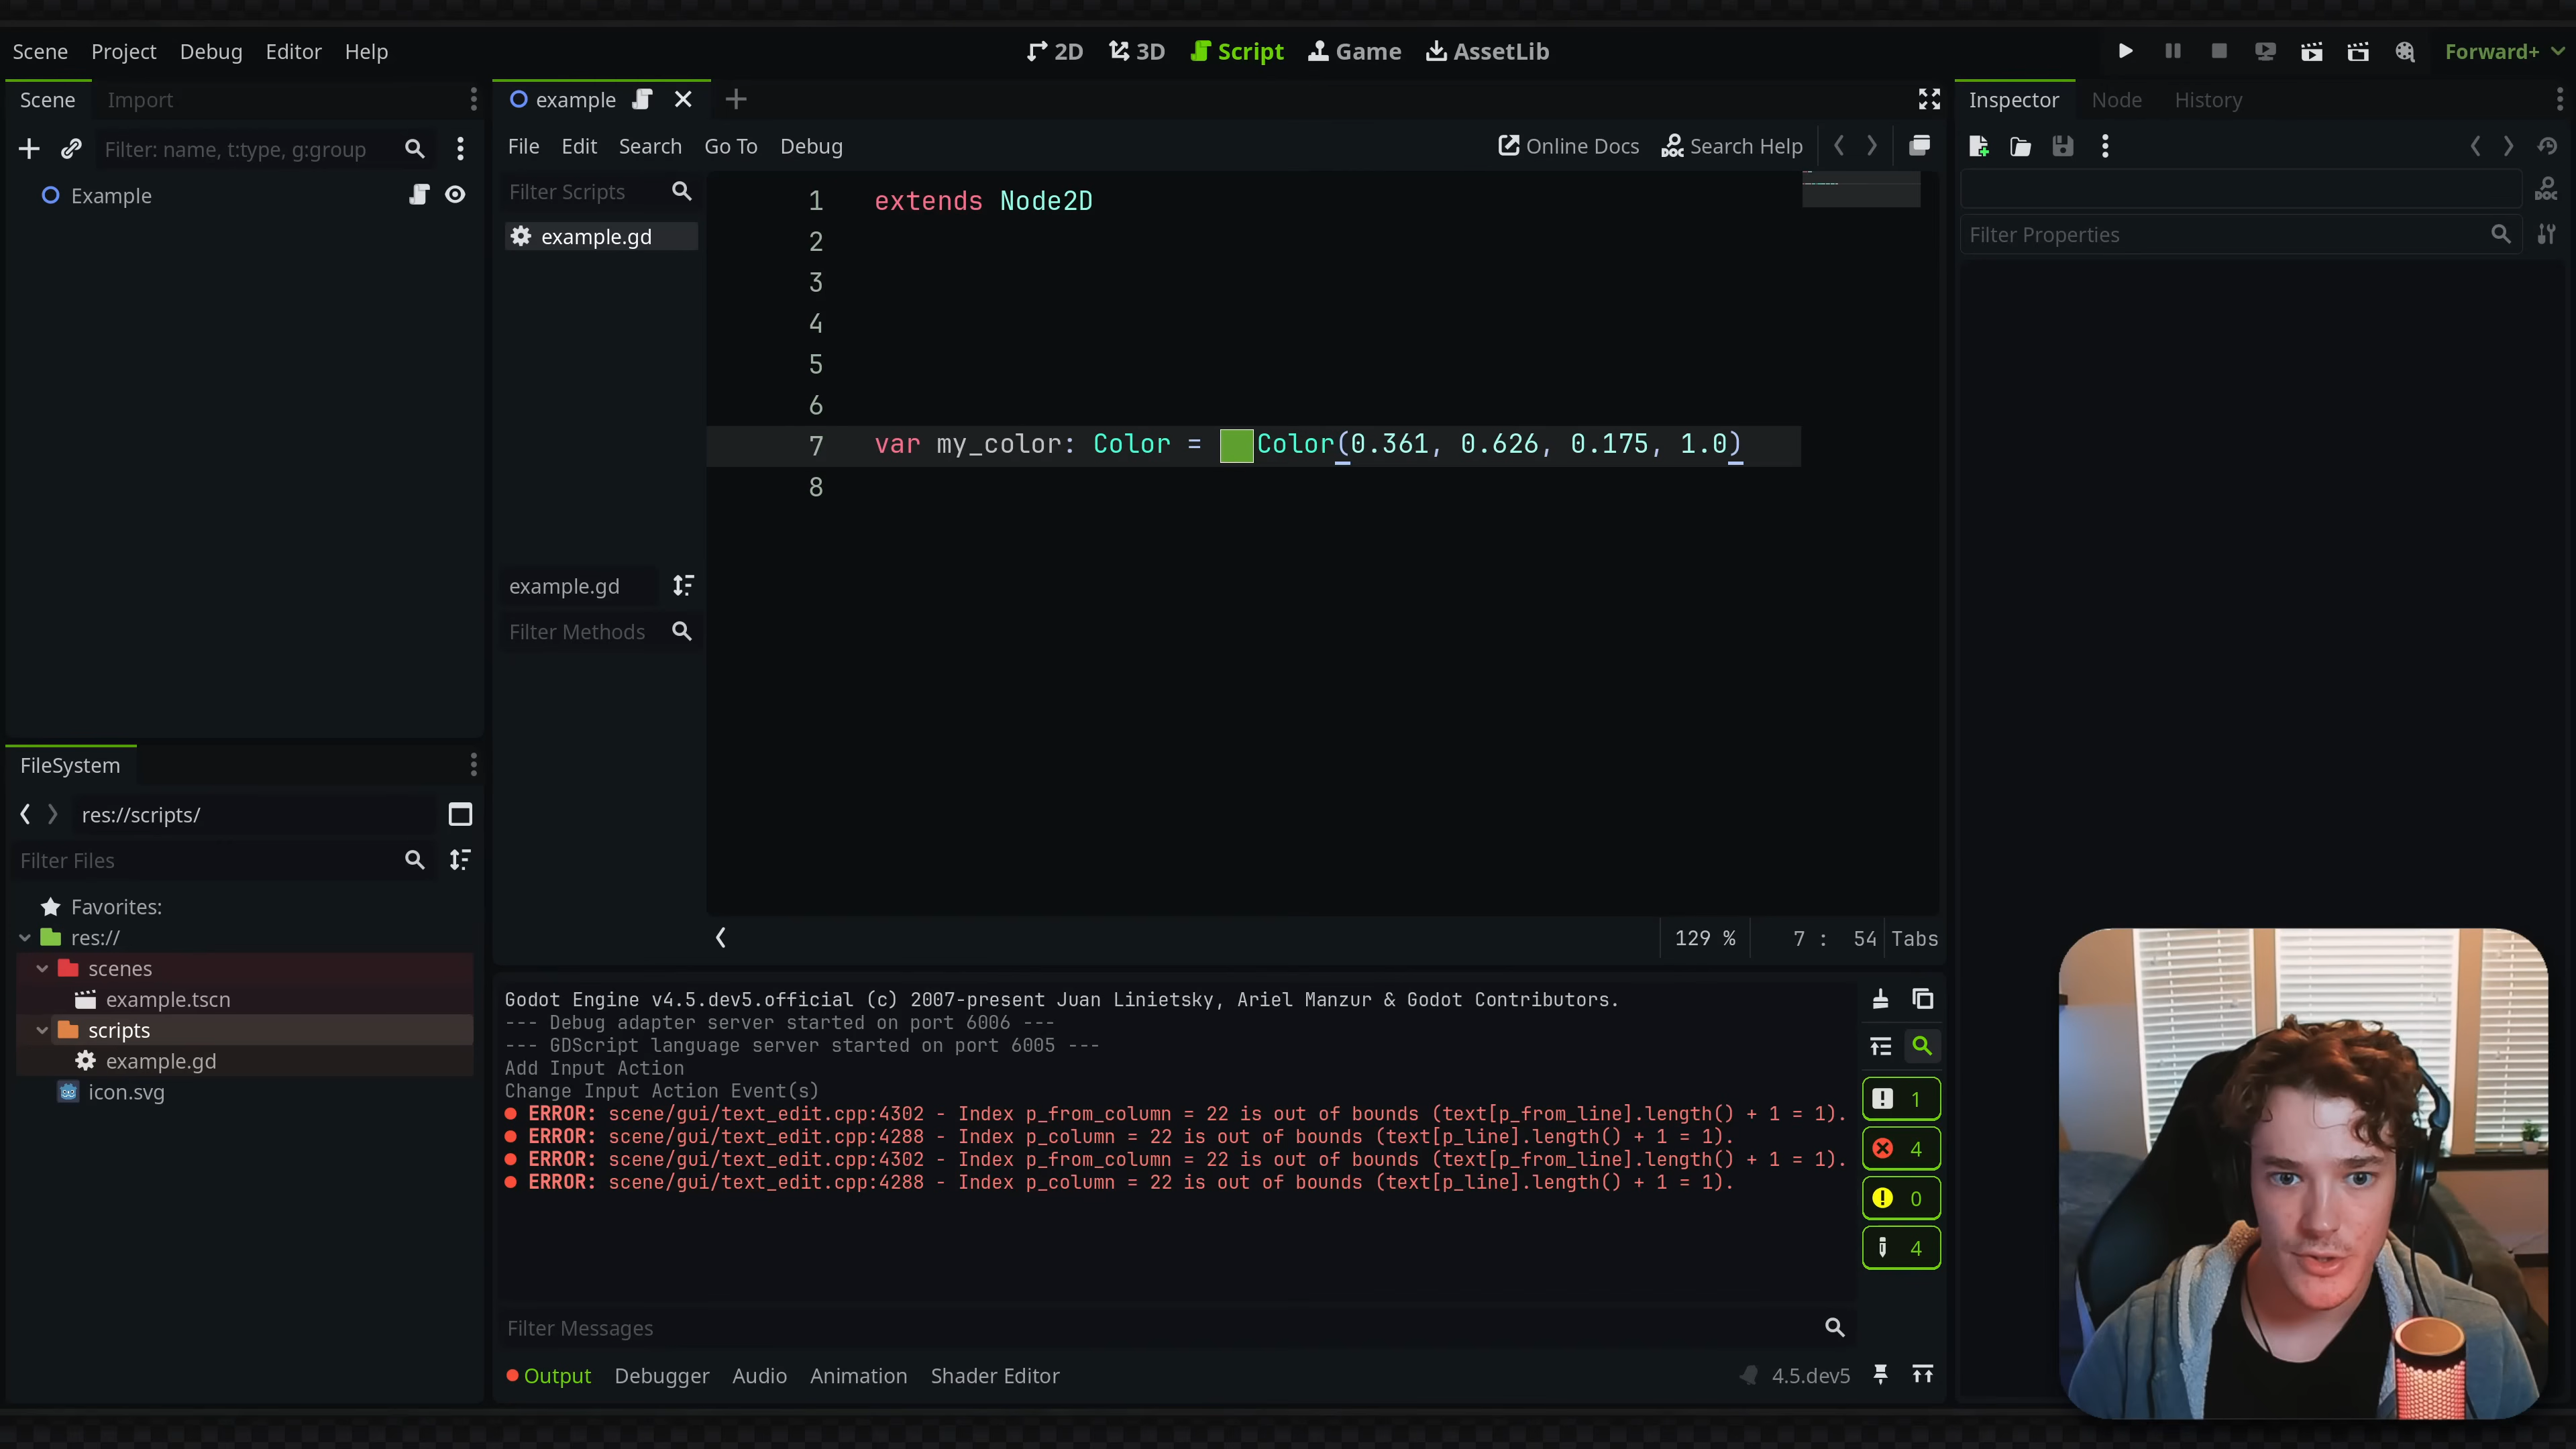 Scene Project Debug Editor Help
2D 3D Script Game AssetLib
Forward+
Scene Import
Filter: name, t:type, g:group
Example
example
File Edit Search Go To Debug
Online Docs Search Help
Filter Scripts
example.gd
example.gd
Filter Methods
1 extends Node2D
2
3
4
5
6
7 var my_color: Color = Color(0.361, 0.626, 0.175, 1.0)
8
129 % 7 : 54 Tabs
Inspector Node History
Filter Properties
FileSystem
res://scripts/
Filter Files
Favorites:
res://
scenes
example.tscn
scripts
example.gd
icon.svg
Godot Engine v4.5.dev5.official (c) 2007-present Juan Linietsky, Ariel Manzur & Godot Contributors.
--- Debug adapter server started on port 6006 ---
--- GDScript language server started on port 6005 ---
Add Input Action
Change Input Action Event(s)
ERROR: scene/gui/text_edit.cpp:4302 - Index p_from_column = 22 is out of bounds (text[p_from_line].length() + 1 = 1).
ERROR: scene/gui/text_edit.cpp:4288 - Index p_column = 22 is out of bounds (text[p_line].length() + 1 = 1).
ERROR: scene/gui/text_edit.cpp:4302 - Index p_from_column = 22 is out of bounds (text[p_from_line].length() + 1 = 1).
ERROR: scene/gui/text_edit.cpp:4288 - Index p_column = 22 is out of bounds (text[p_line].length() + 1 = 1).
1
4
0
4
Filter Messages
Output Debugger Audio Animation Shader Editor
4.5.dev5